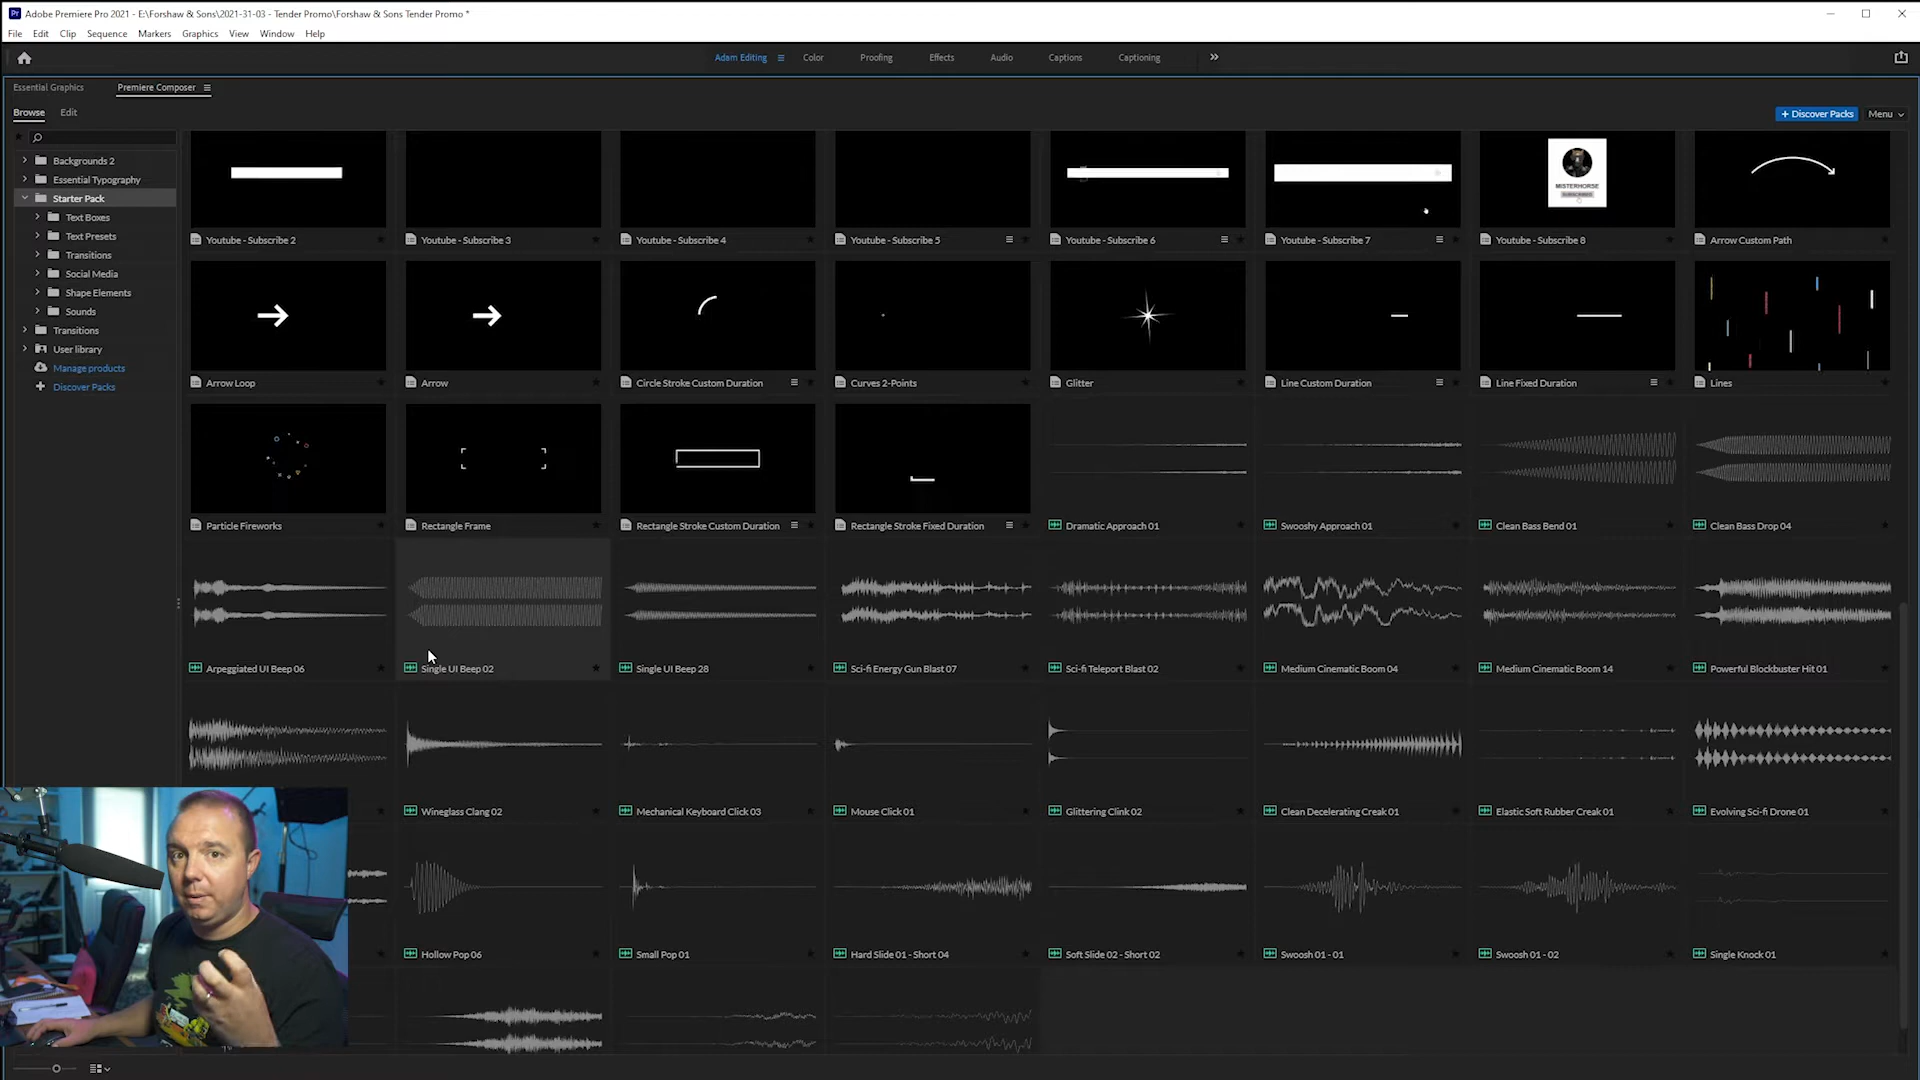 Pr Adobe Premiere Pro 2021 - E:\Forshaw & Sons\2021-31-03 - Tender Promo\Forshaw & Sons Tender Promo *
File Edit Clip Sequence Markers Graphics View Window Help
Adam Editing Color Proofing Effects Audio Captions Captioning
Essential Graphics Premiere Composer
Browse Edit
+ Discover Packs Menu
Backgrounds 2
Essential Typography
Starter Pack
Text Boxes
Text Presets
Transitions
Social Media
Shape Elements
Sounds
Transitions
User library
Manage products
Discover Packs
MISTERHORSE
SUBSCRIBED
Youtube - Subscribe 2 Youtube - Subscribe 3 Youtube - Subscribe 4 Youtube - Subscribe 5 Youtube - Subscribe 6 Youtube - Subscribe 7 Youtube - Subscribe 8 Arrow Custom Path
Arrow Loop Arrow Circle Stroke Custom Duration Curves 2-Points Glitter Line Custom Duration Line Fixed Duration Lines
Particle Fireworks Rectangle Frame Rectangle Stroke Custom Duration Rectangle Stroke Fixed Duration Dramatic Approach 01 Swooshy Approach 01 Clean Bass Bend 01 Clean Bass Drop 04
Arpeggiated UI Beep 06 Single UI Beep 02 Single UI Beep 28 Sci-fi Energy Gun Blast 07 Sci-fi Teleport Blast 02 Medium Cinematic Boom 04 Medium Cinematic Boom 14 Powerful Blockbuster Hit 01
Wineglass Clang 02 Mechanical Keyboard Click 03 Mouse Click 01 Glittering Clink 02 Clean Decelerating Creak 01 Elastic Soft Rubber Creak 01 Evolving Sci-fi Drone 01
Hollow Pop 06 Small Pop 01 Hard Slide 01 - Short 04 Soft Slide 02 - Short 02 Swoosh 01 - 01 Swoosh 01 - 02 Single Knock 01